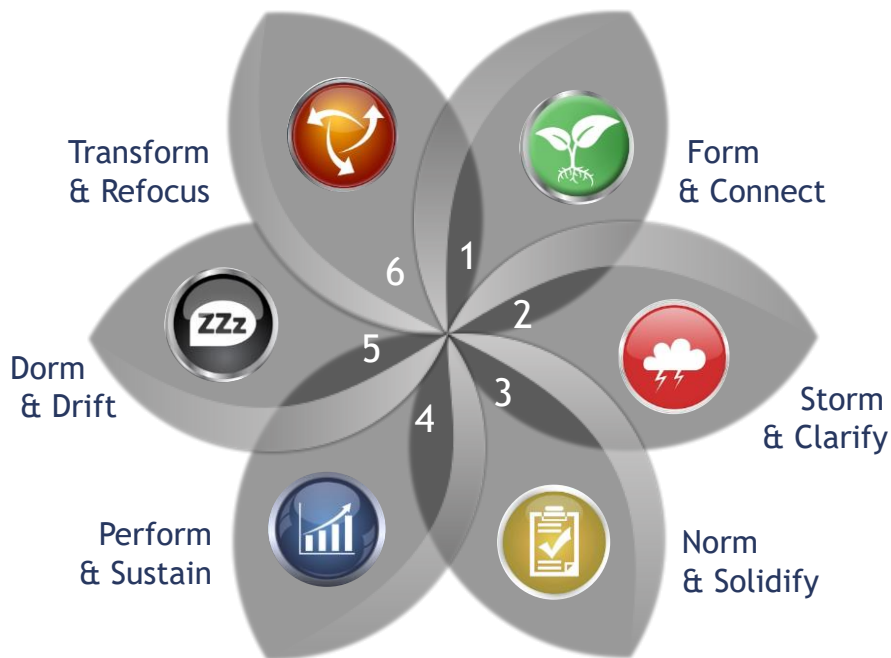 1
Form
& Connect
2
Storm
& Clarify
3
Norm
& Solidify
4
Perform
& Sustain
5
Dorm
& Drift
ZZz
6
Transform
& Refocus